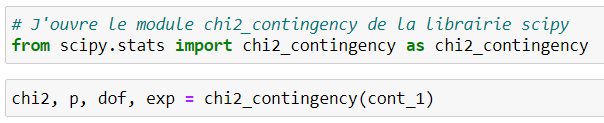 # J'ouvre le module chi2_contingency de la librairie scipy
from scipy.stats import chi2_contingency as chi2_contingency
chi2, p, dof, exp = chi2_contingency(cont_1)